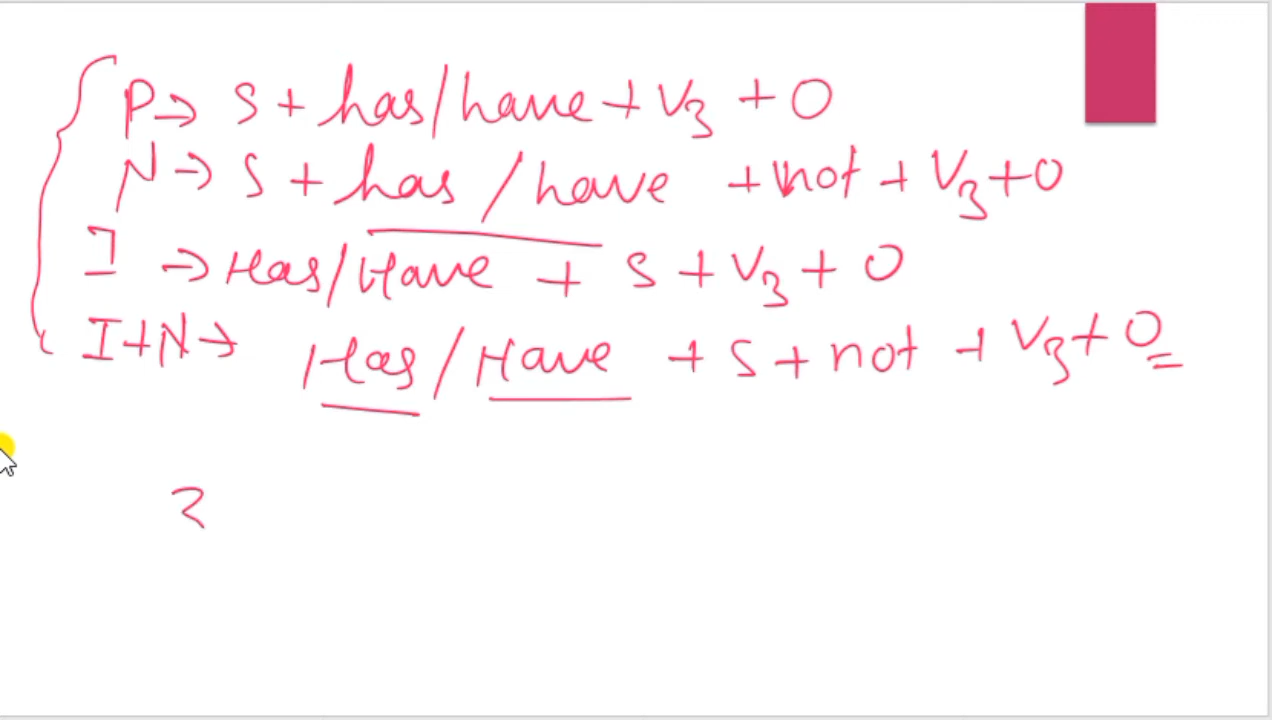 P → S + has/have + V3 + O
N → S + has / have + not + V3 + O
I → Has/Have + S + V3 + O
I+N → Has / Have + S + not + V3 + O